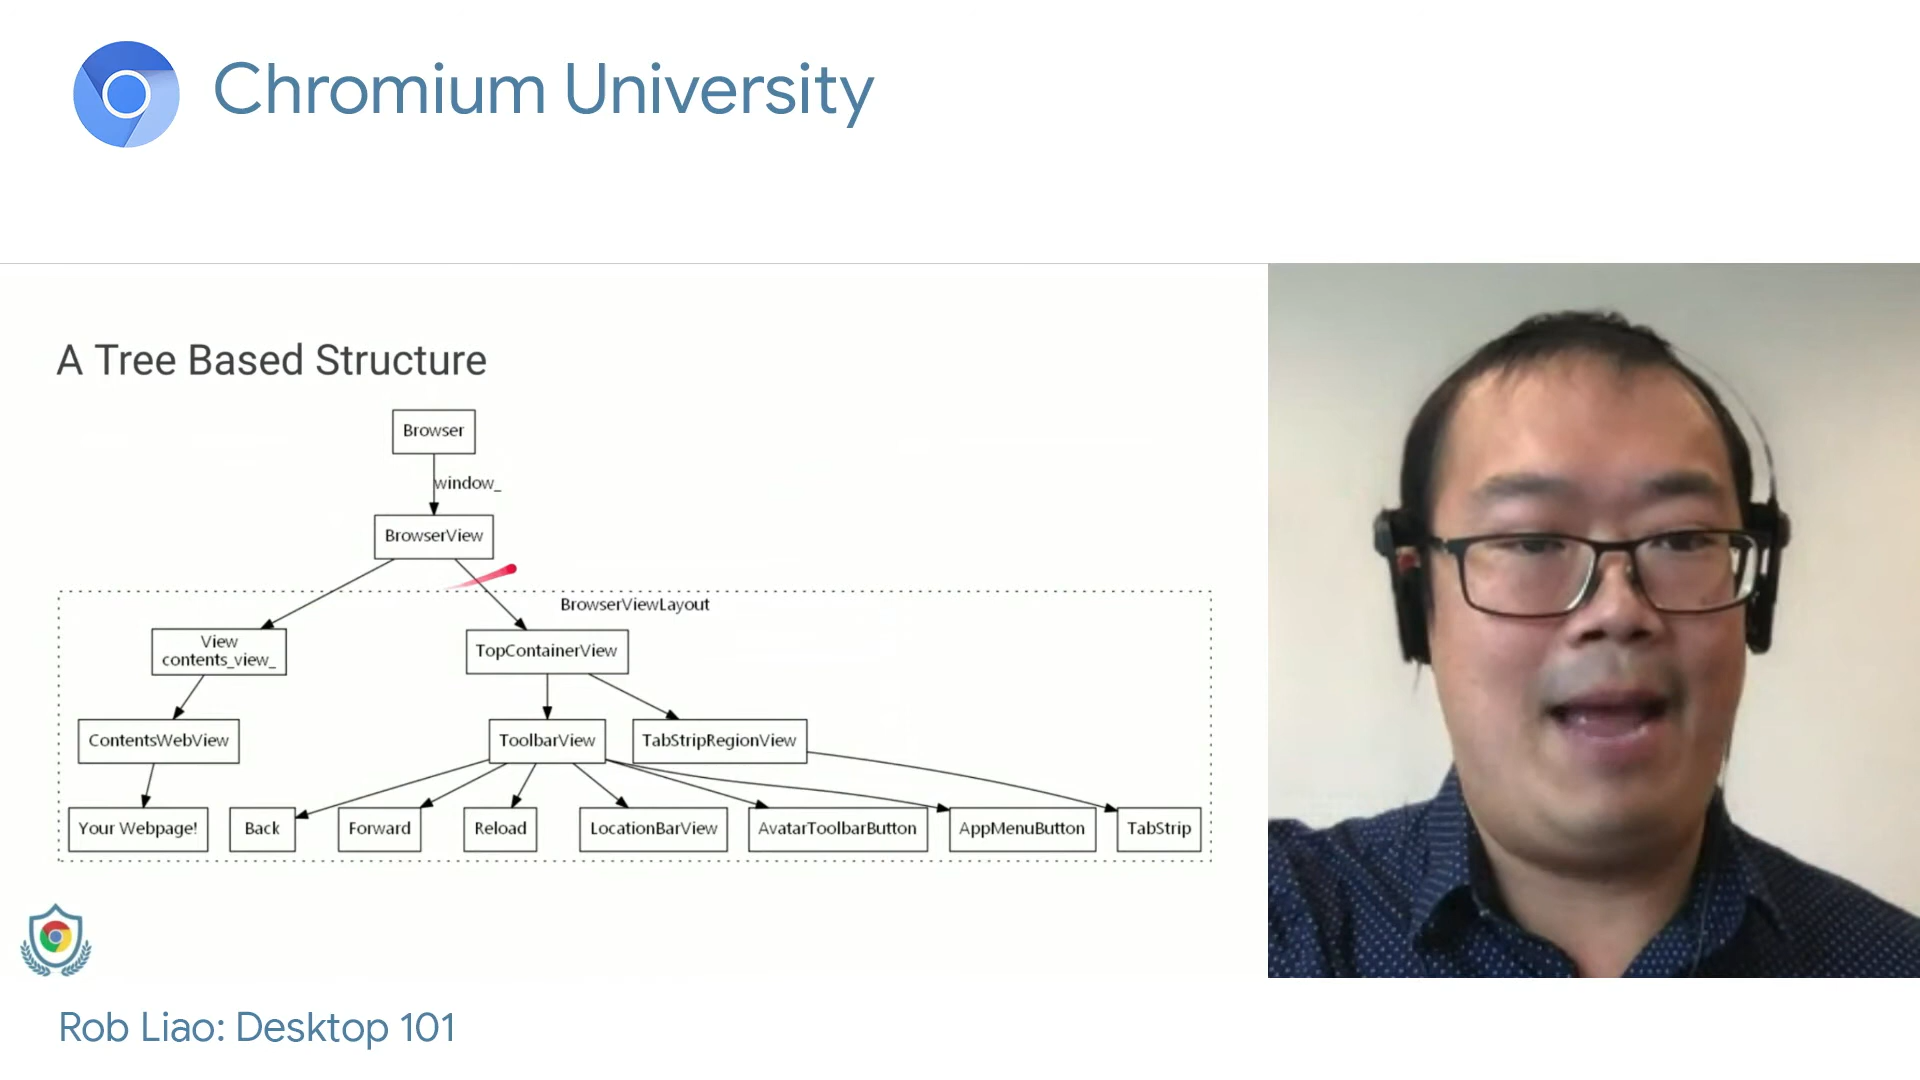 Chromium University
A Tree Based Structure
Browser
window_
BrowserView
BrowserViewLayout
View
contents_view_
TopContainerView
ContentsWebView
ToolbarView
TabStripRegionView
Your Webpage!
Back
Forward
Reload
LocationBarView
AvatarToolbarButton
AppMenuButton
TabStrip
Rob Liao: Desktop 101